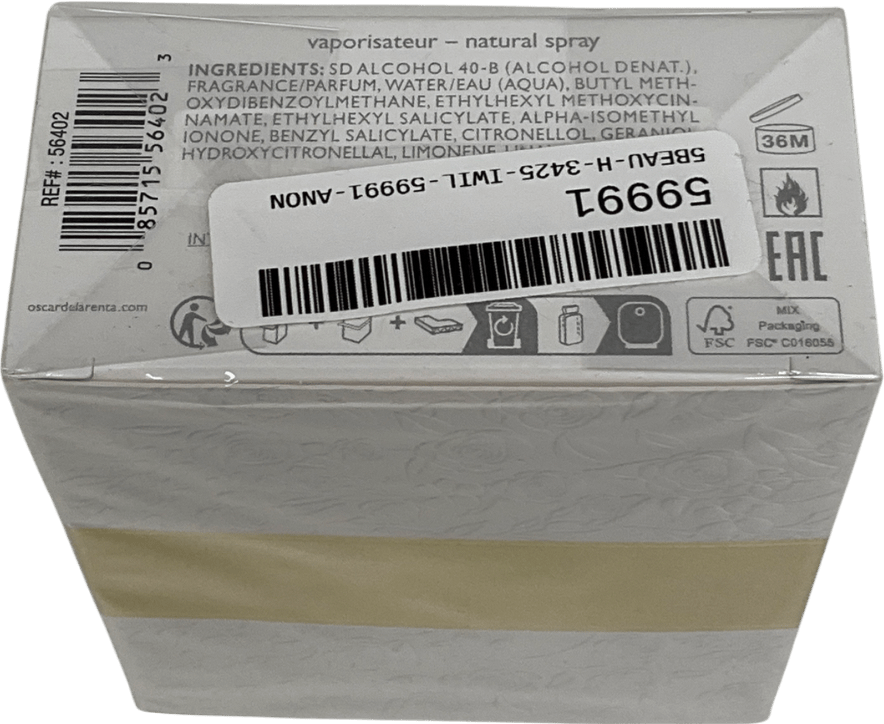 vaporisateur – natural spray
INGREDIENTS: SD ALCOHOL 40-B (ALCOHOL DENAT.),
FRAGRANCE/PARFUM, WATER/EAU (AQUA), BUTYL METH-
OXYDIBENZOYLMETHANE, ETHYLHEXYL METHOXYCIN-
NAMATE, ETHYLHEXYL SALICYLATE, ALPHA-ISOMETHYL
IONONE, BENZYL SALICYLATE, CITRONELLOL, GERANIOL
HYDROXYCITRONELLAL, LIMONENE,
REF# : 56402
0 85715 56402 3
36M
EAC
59991
5BEAU-H-3425-IWIL-59991-ANON
oscardelarenta.com
FSC
MIX
Packaging
FSC® C016055